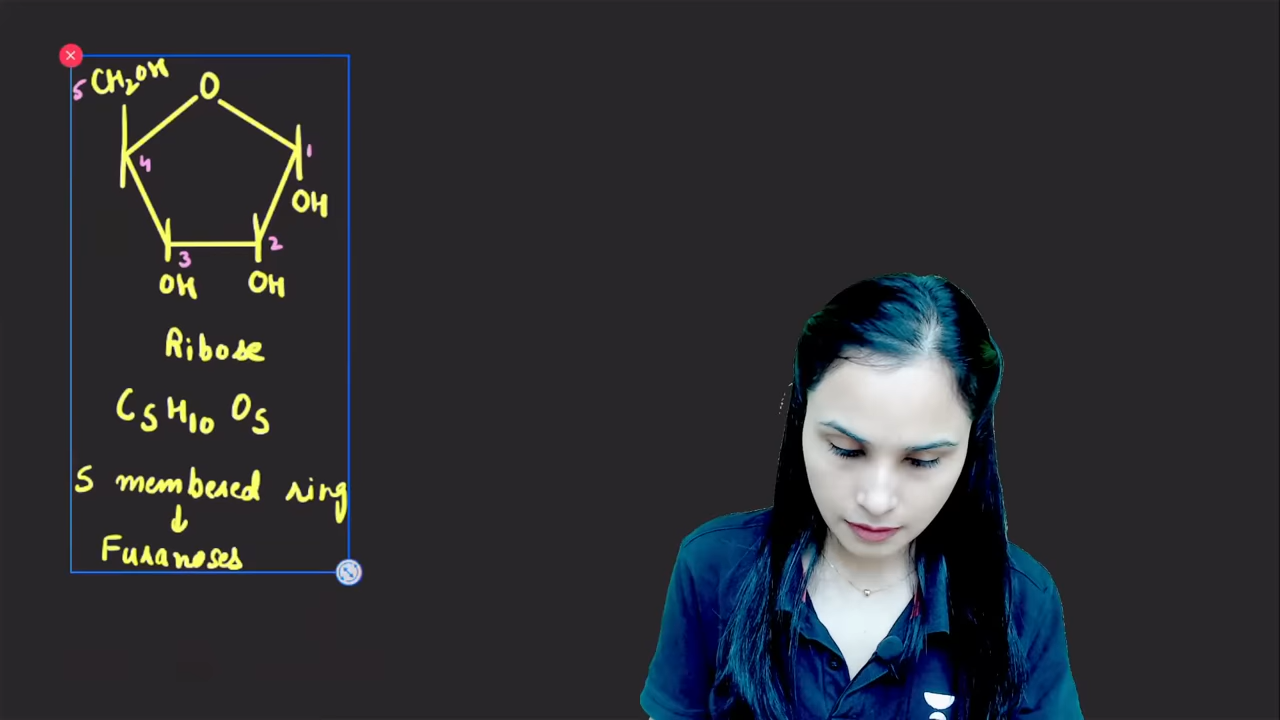 5 CH2OH O
4 1
OH
3 2
OH OH
Ribose
C5 H10 O5
5 membered ring
↓
Furanoses